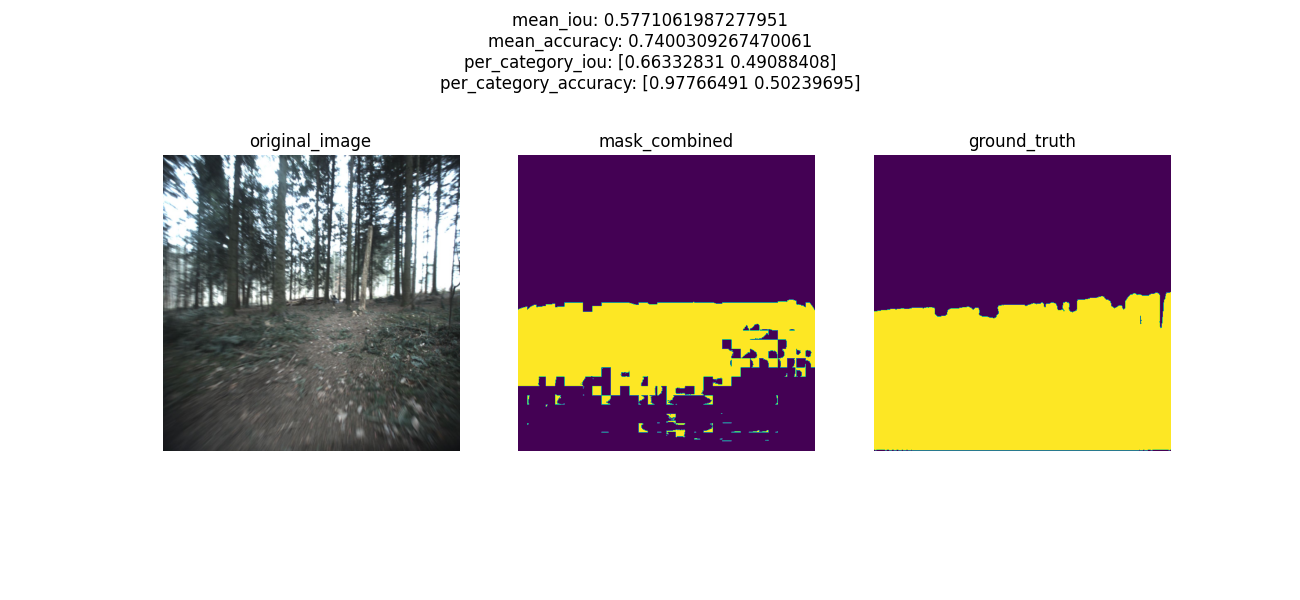 mean_iou: 0.5771061987277951
mean_accuracy: 0.7400309267470061
per_category_iou: [0.66332831 0.49088408]
per_category_accuracy: [0.97766491 0.50239695]
original_image
mask_combined
ground_truth